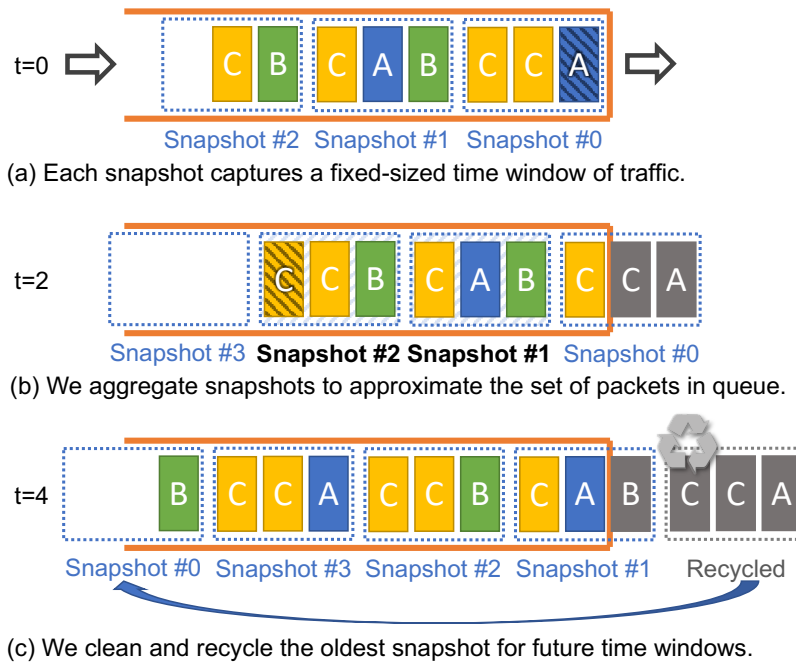 t=0 C B C A B C C A
Snapshot #2 Snapshot #1 Snapshot #0
(a) Each snapshot captures a fixed-sized time window of traffic.
t=2 C C B C A B C C A
Snapshot #3 Snapshot #2 Snapshot #1 Snapshot #0
(b) We aggregate snapshots to approximate the set of packets in queue.
t=4 B C C A C C B C A B C C A
Snapshot #0 Snapshot #3 Snapshot #2 Snapshot #1 Recycled
(c) We clean and recycle the oldest snapshot for future time windows.